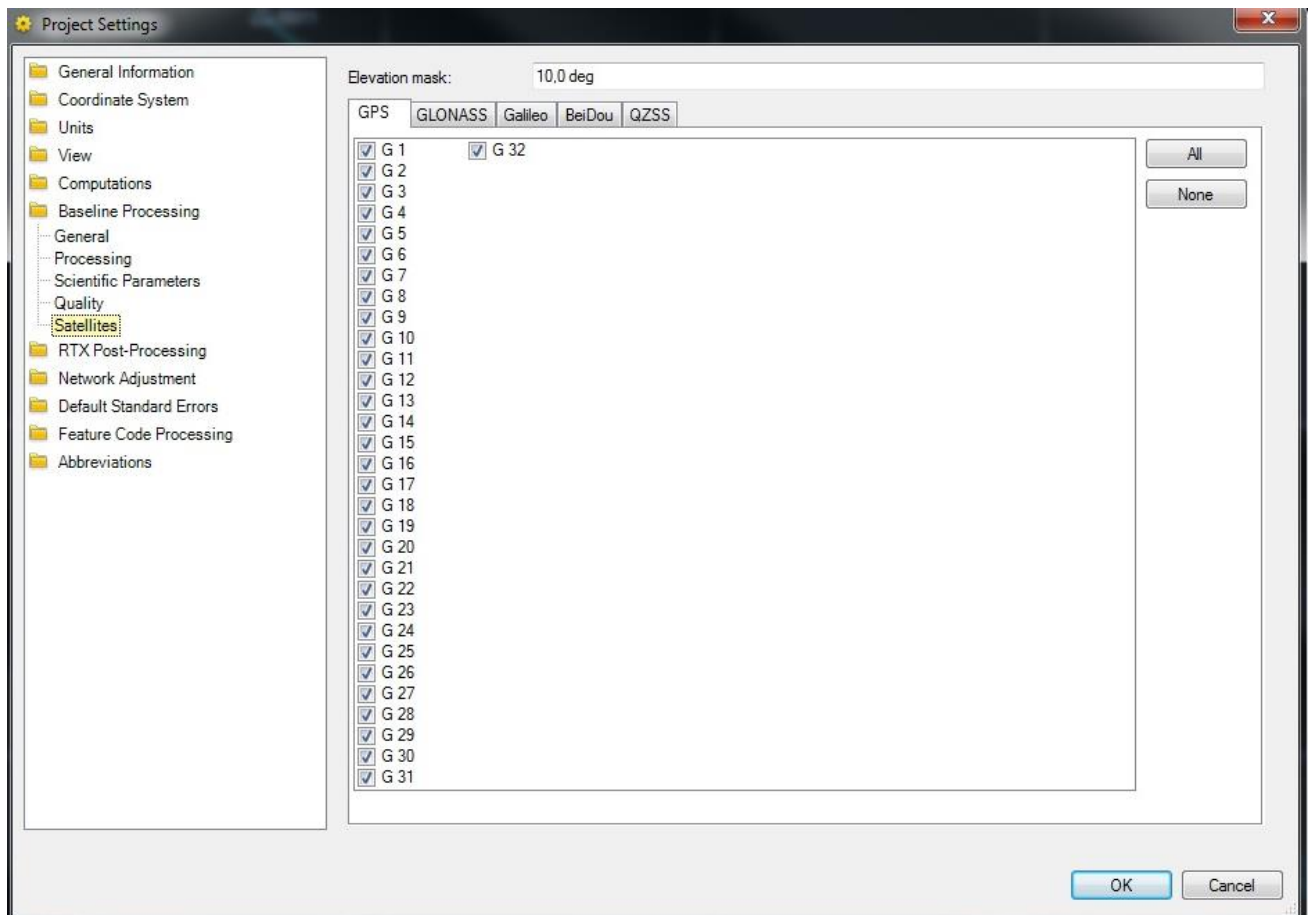 Project Settings
General Information
Coordinate System
Units
View
Computations
Baseline Processing
General
Processing
Scientific Parameters
Quality
Satellites
RTX Post-Processing
Network Adjustment
Default Standard Errors
Feature Code Processing
Abbreviations
Elevation mask: 10,0 deg
GPS GLONASS Galileo BeiDou QZSS
G 1 G 32
G 2
G 3
G 4
G 5
G 6
G 7
G 8
G 9
G 10
G 11
G 12
G 13
G 14
G 15
G 16
G 17
G 18
G 19
G 20
G 21
G 22
G 23
G 24
G 25
G 26
G 27
G 28
G 29
G 30
G 31
All
None
OK Cancel